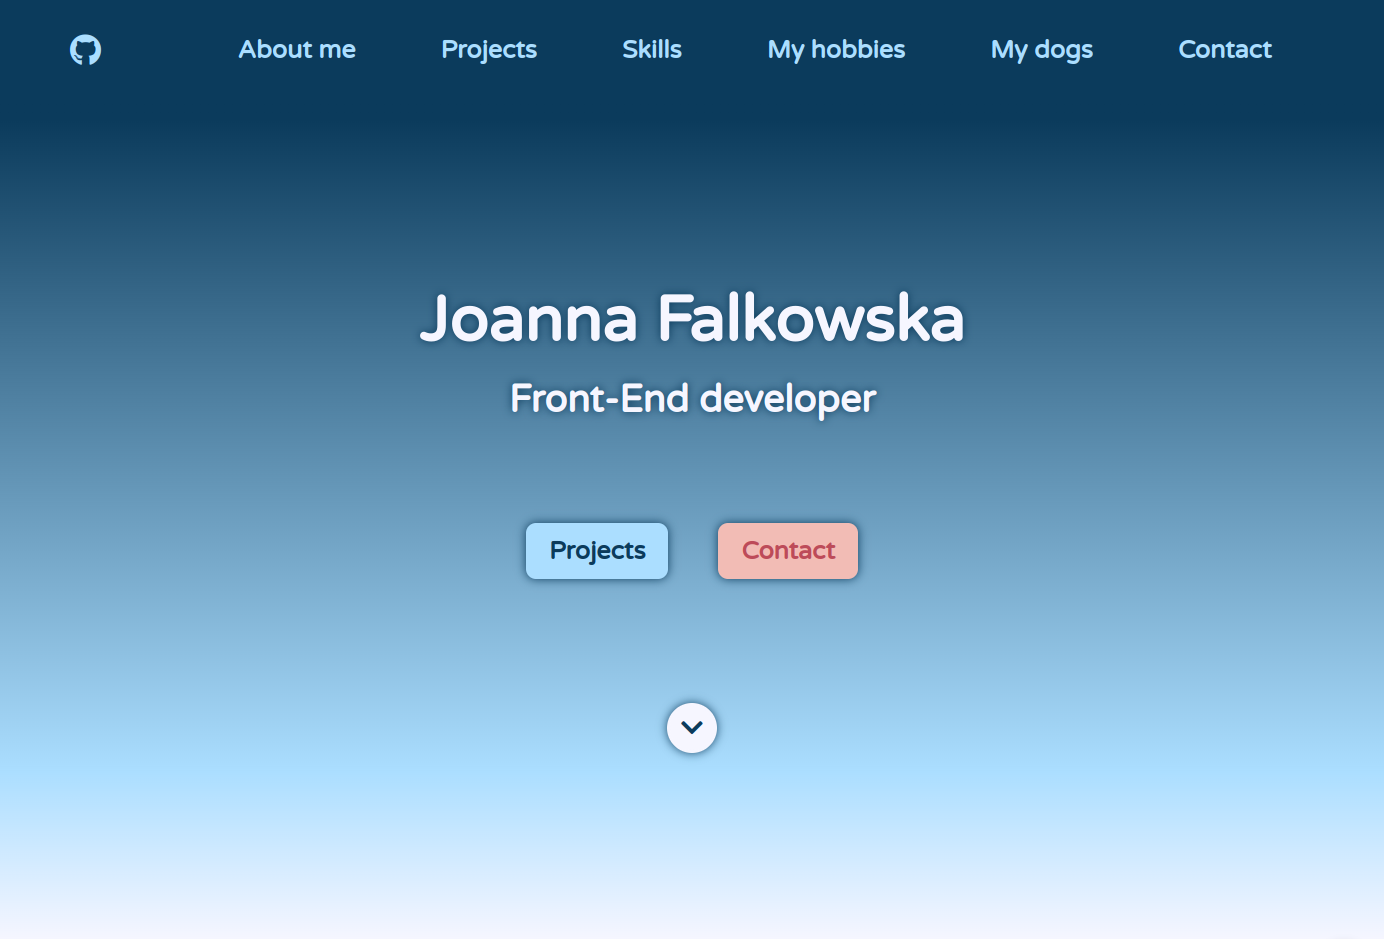 About me Projects Skills My hobbies My dogs Contact
Joanna Falkowska
Front-End developer
Projects Contact